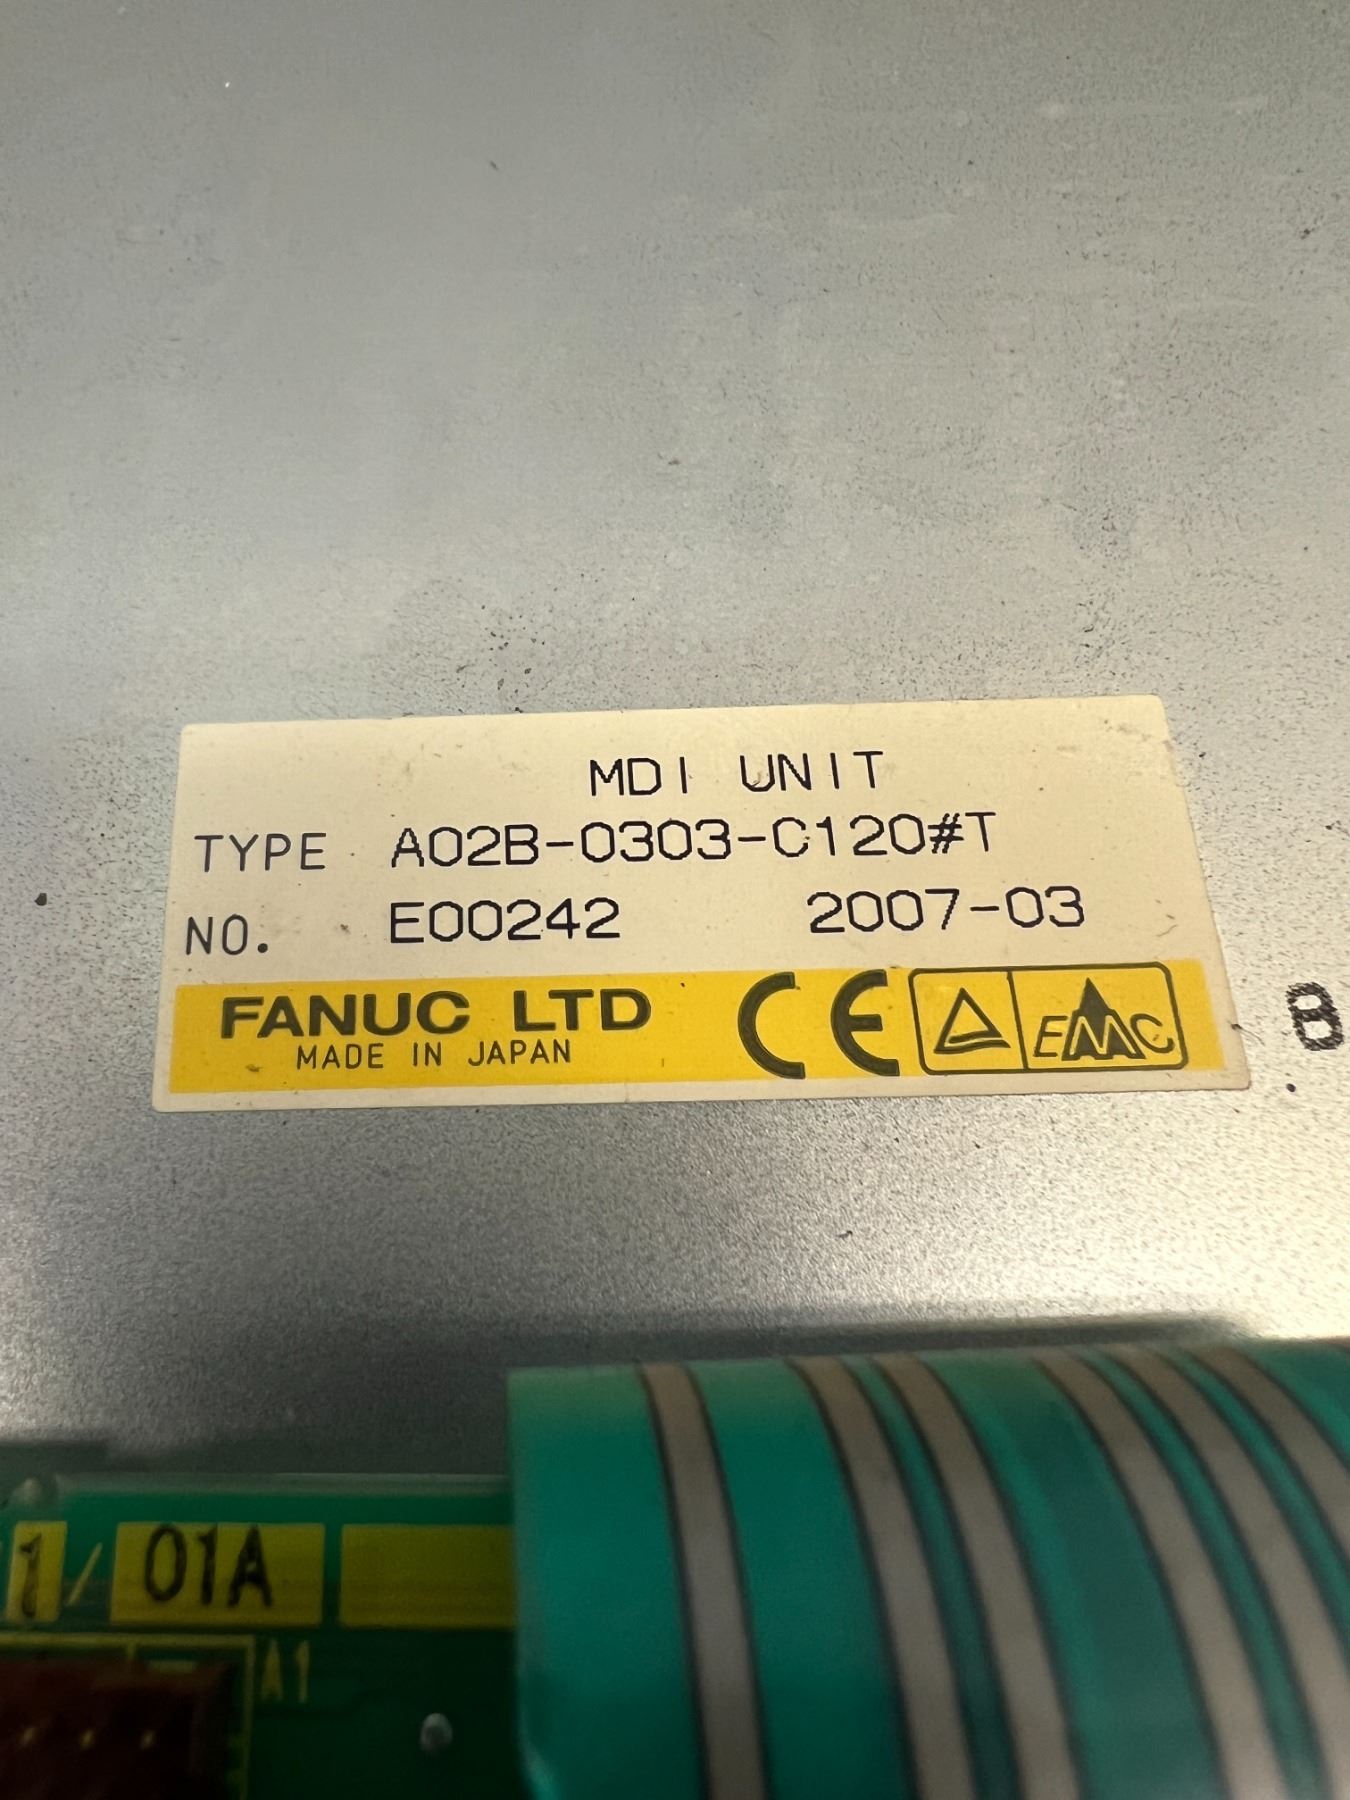 MDI UNIT
TYPE A02B-0303-C120#T
NO. E00242 2007-03
FANUC LTD CE EMC
MADE IN JAPAN
B
1/ 01A
A1